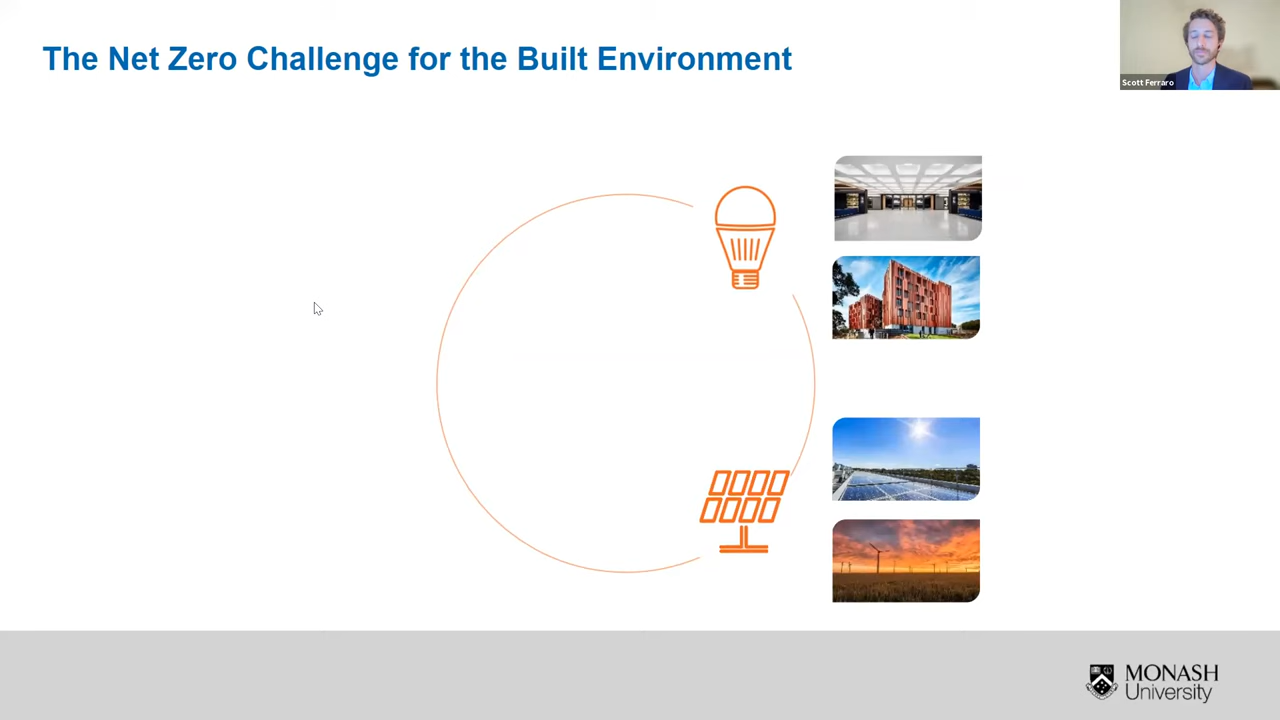 The Net Zero Challenge for the Built Environment
Scott Ferraro
MONASH
University